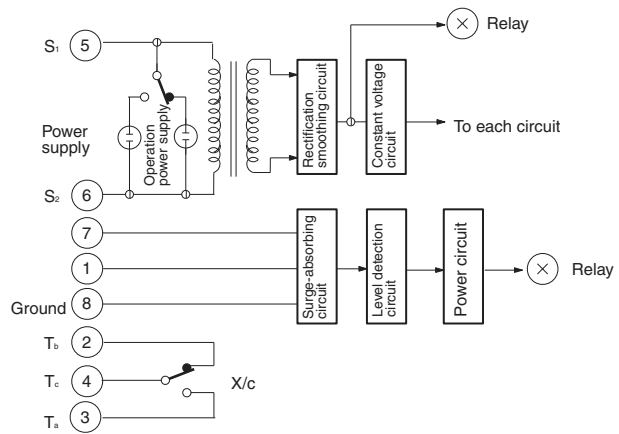 S₁ 5
Relay
Power
supply
Operation
power supply
Rectification
smoothing circuit
Constant voltage
circuit
To each circuit
S₂ 6
7
1
Ground 8
Surge-absorbing
circuit
Level detection
circuit
Power circuit
Relay
Tb 2
Tc 4
X/c
Ta 3